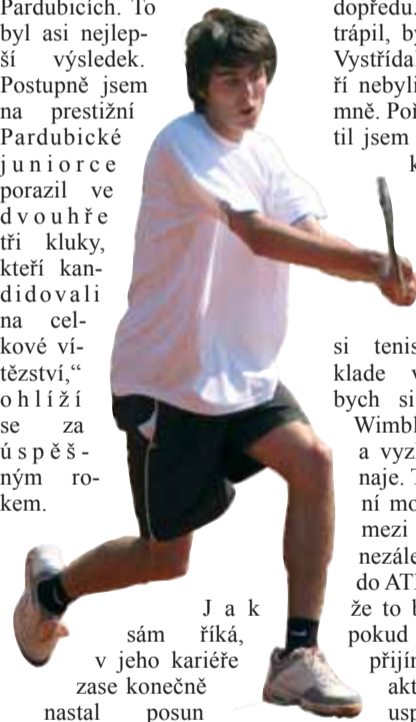 Pardubicích. To
byl asi nejlep-
ší výsledek.
Postupně jsem
na prestižní
Pardubické
juniorce
porazil ve
dvouhře
tři kluky,
kteří kan-
didovali
na cel-
kové ví-
tězství,“
ohlíží
se za
úspěš-
ným ro-
kem.
Jak
sám říká,
v jeho kariéře
zase konečně
nastal posun
dopředu.
trápil, by
Vystřídal
ří nebyli
mně. Poř
til jsem
k
si tenis
klade v
bych si
Wimbl
a vyz
naje. T
ní mo
mezi
nezále
do AT
že to b
pokud
přijím
akt
usp